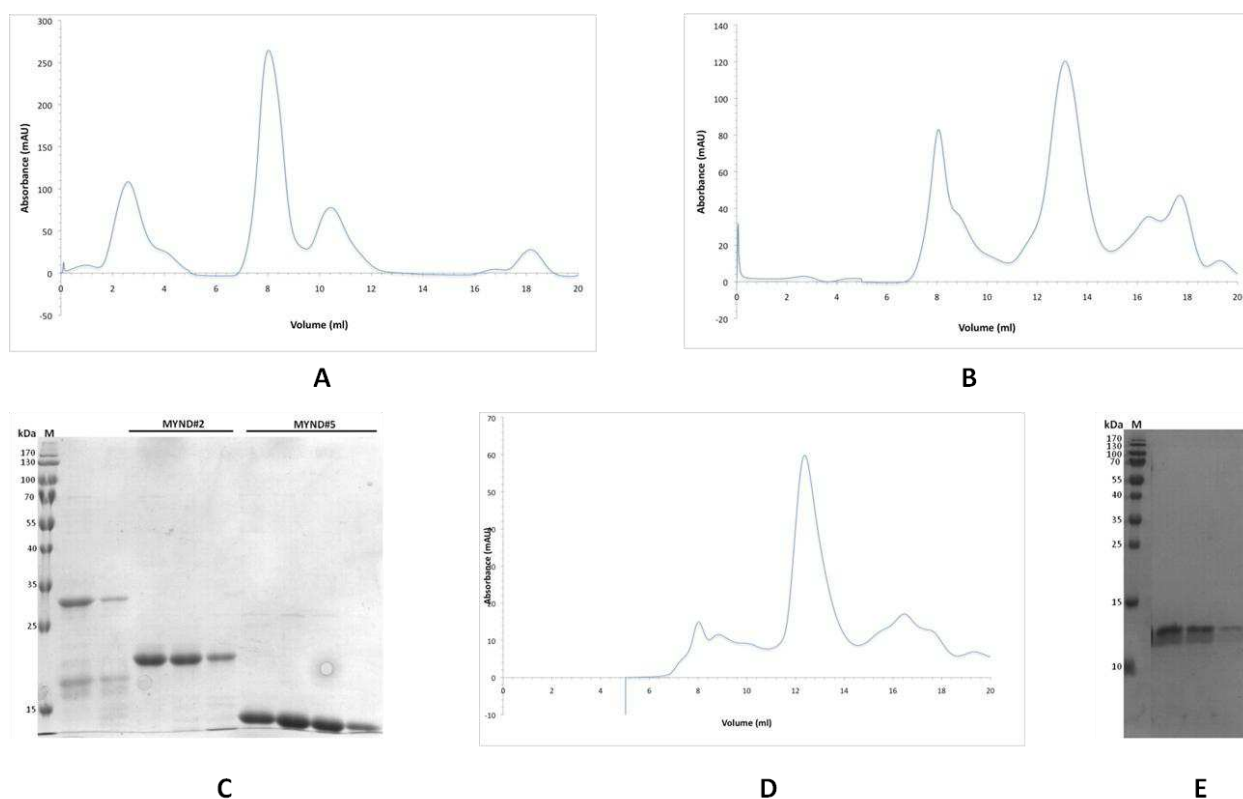 300
250
200
150
100
50
0
-50
Absorbance (mAU)
0 2 4 6 8 10 12 14 16 18 20
Volume (ml)
A
140
120
100
80
60
40
20
0
-20
Aborbance (mAU)
0 2 4 6 8 10 12 14 16 18 20
Volume (ml)
B
kDa M MYND#2 MYND#5
170
130
100
70
55
40
35
25
15
C
70
60
50
40
30
20
10
0
-10
Absorbance (mAU)
0 2 4 6 8 10 12 14 16 18 20
Volume (ml)
D
kDa M
170
130
100
70
55
40
35
25
15
10
E